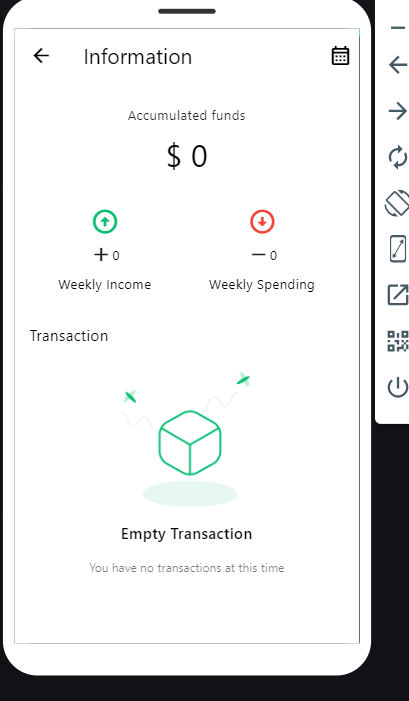 Information
Accumulated funds
$ 0
+ 0
− 0
Weekly Income
Weekly Spending
Transaction
Empty Transaction
You have no transactions at this time